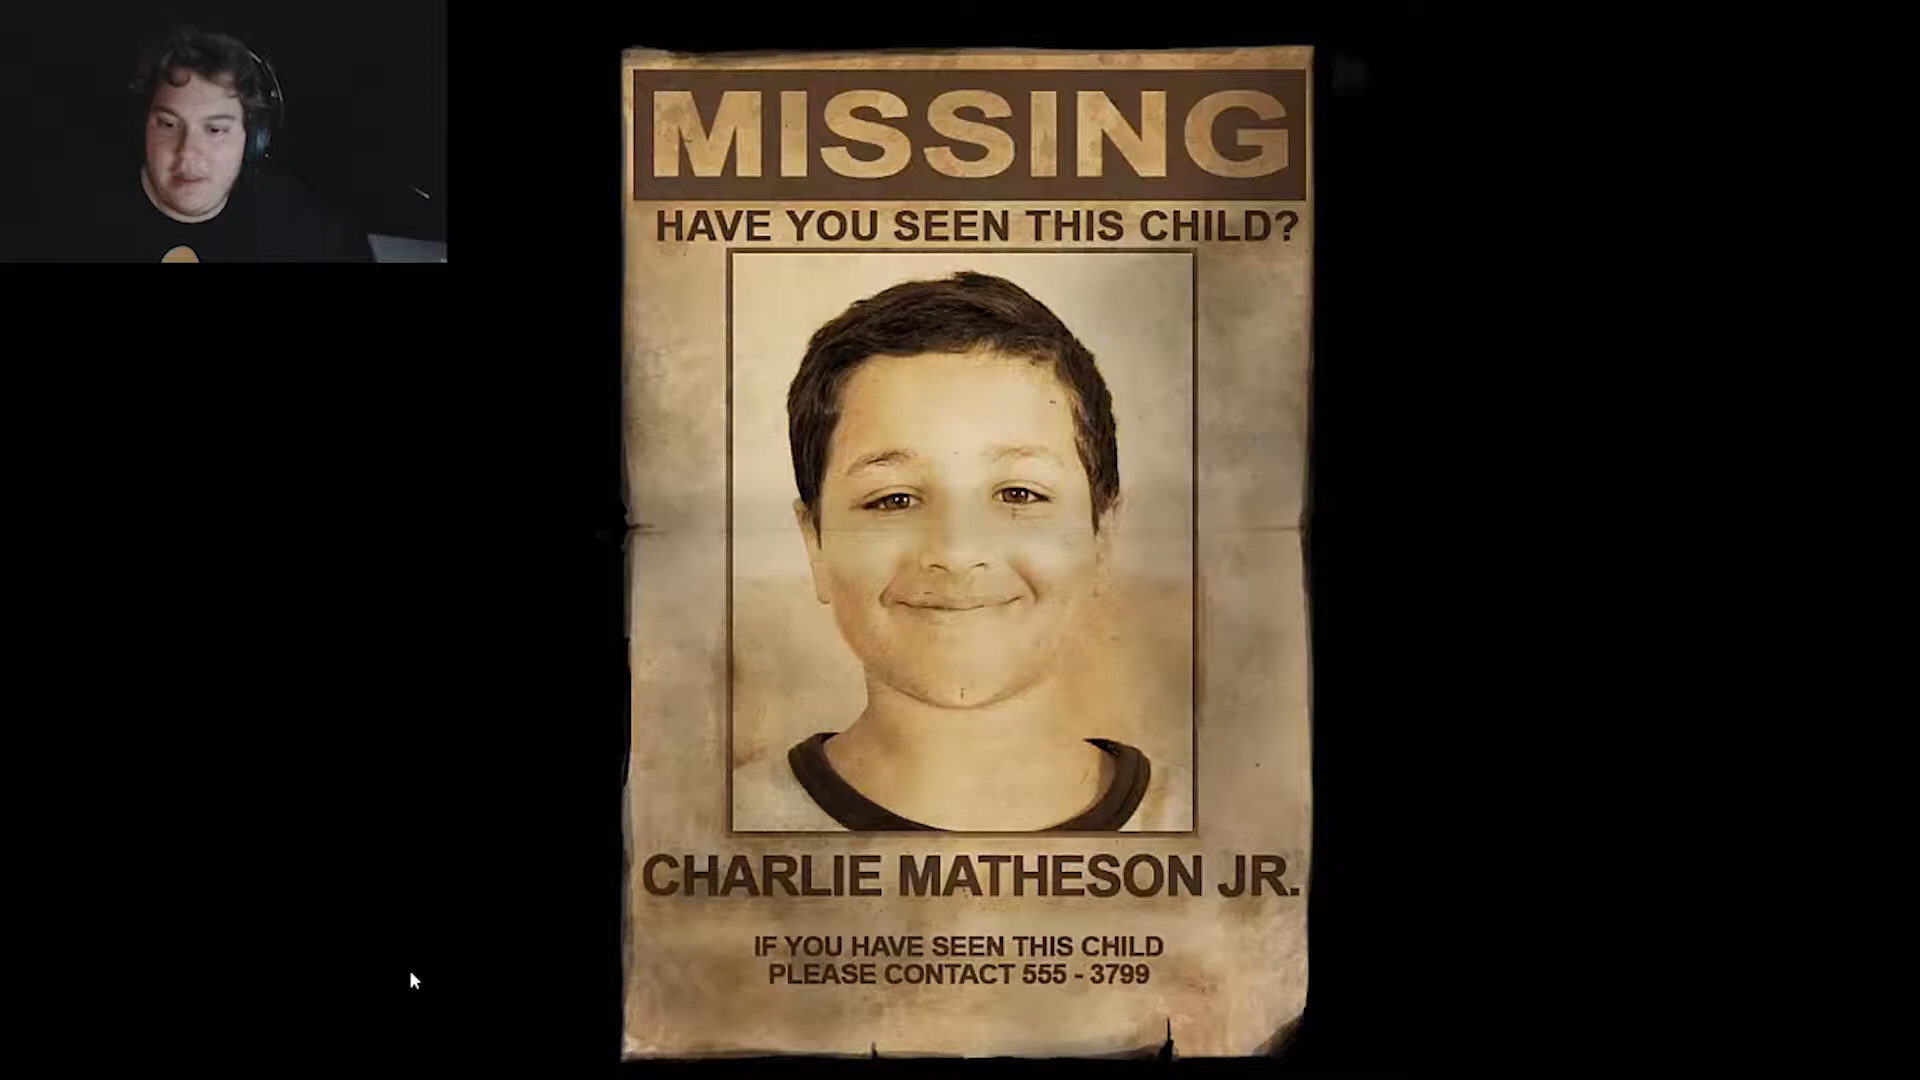 MISSING
HAVE YOU SEEN THIS CHILD?
CHARLIE MATHESON JR.
IF YOU HAVE SEEN THIS CHILD
PLEASE CONTACT 555 - 3799